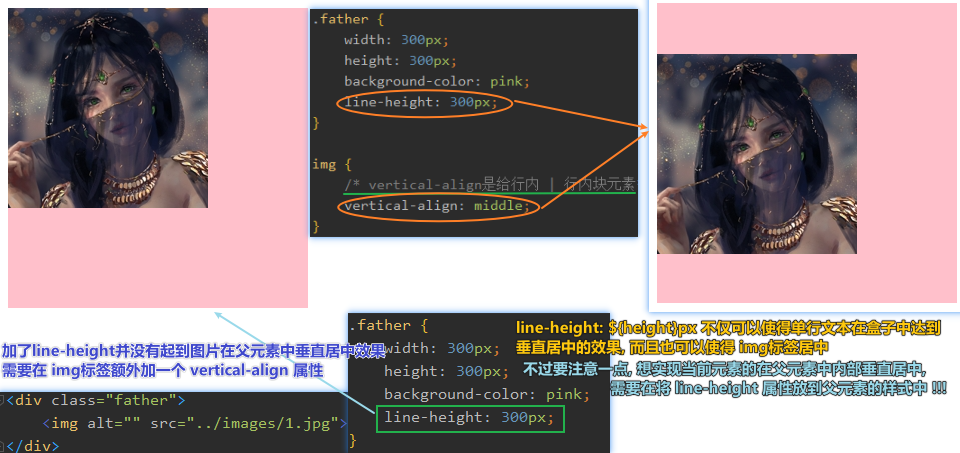 .father {
width: 300px;
height: 300px;
background-color: pink;
line-height: 300px;
}
img {
/* vertical-align是给行内 | 行内块元素
vertical-align: middle;
}
加了line-height并没有起到图片在父元素中垂直居中效果
需要在 img标签额外加一个 vertical-align 属性
<div class="father">
<img alt="" src="../images/1.jpg">
</div>
.father {
width: 300px;
height: 300px;
background-color: pink;
line-height: 300px;
}
line-height: ${height}px 不仅可以使得单行文本在盒子中达到
垂直居中的效果, 而且也可以使得 img标签居中
不过要注意一点, 想实现当前元素的在父元素中内部垂直居中,
需要在将 line-height 属性放到父元素的样式中 !!!